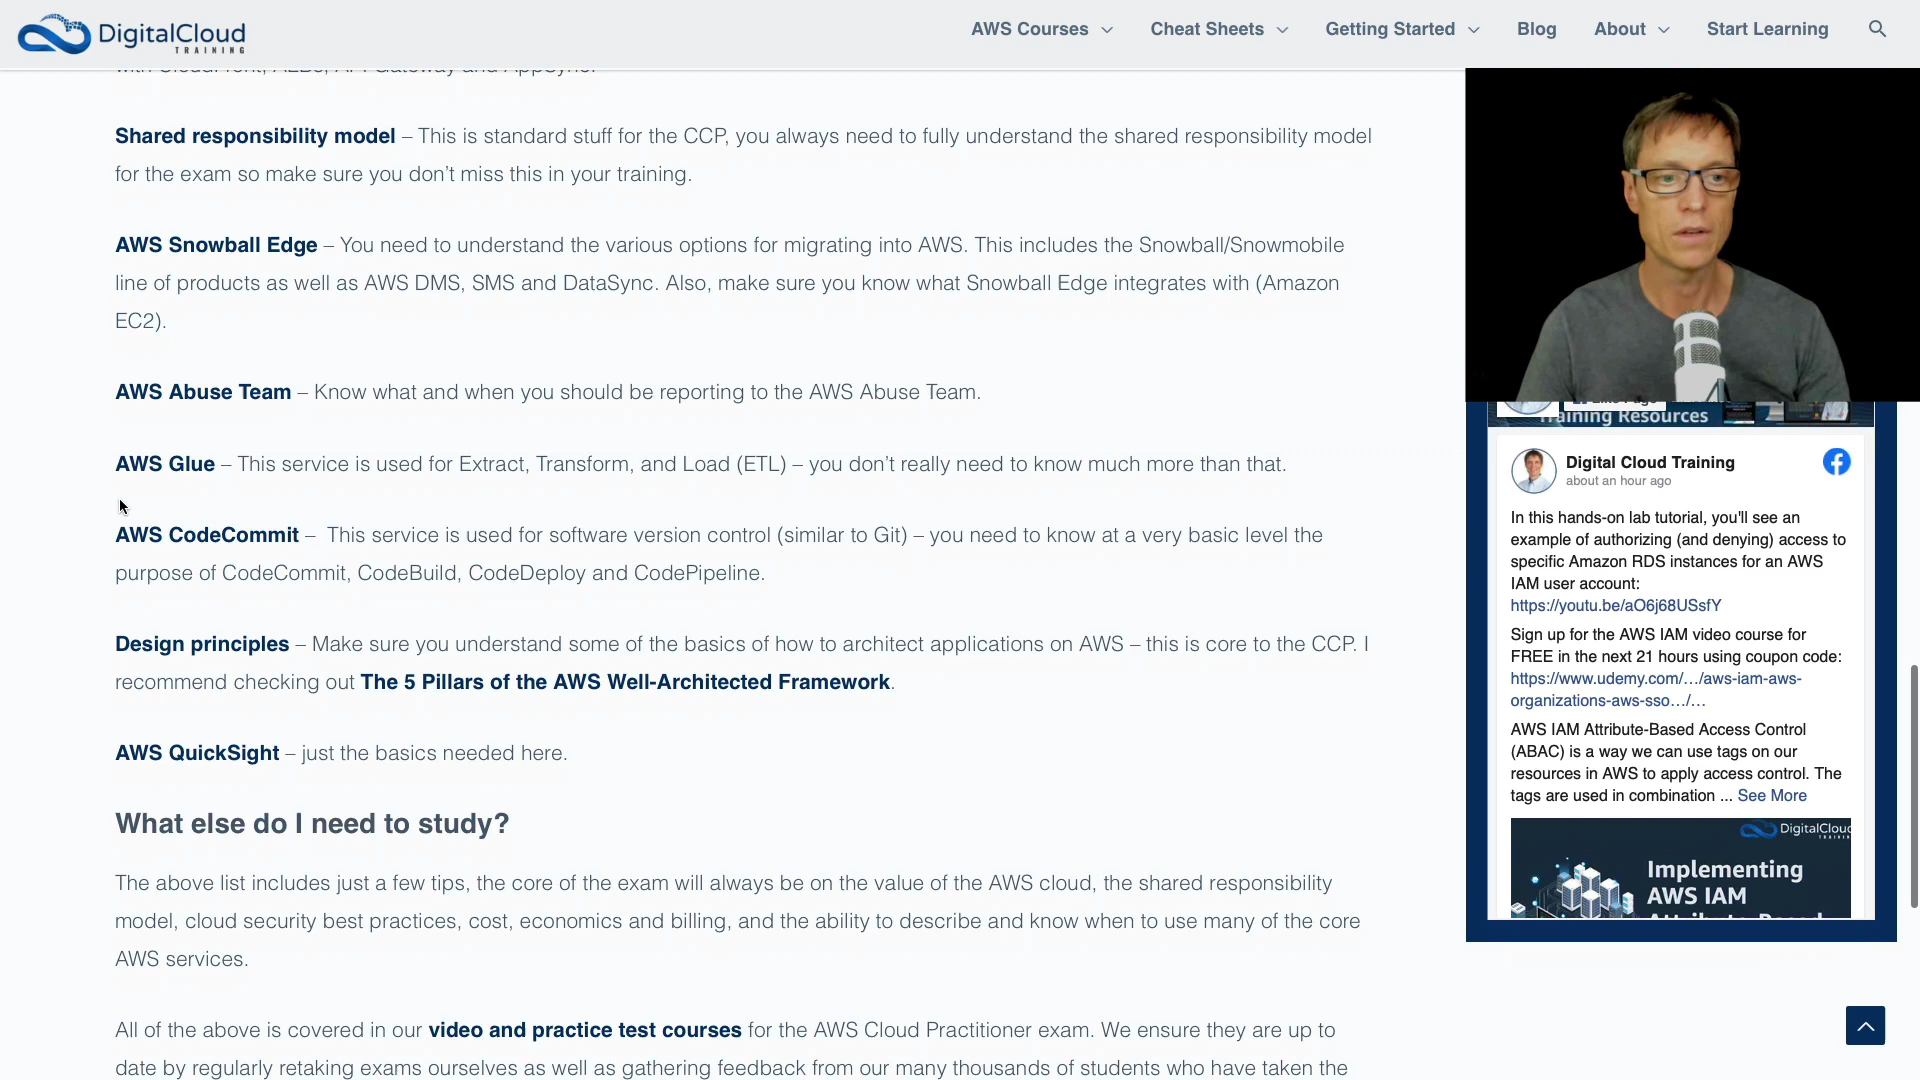 DigitalCloud
TRAINING
AWS Courses
Cheat Sheets
Getting Started
Blog
About
Start Learning
with CloudFront, ALBs, API Gateway and AppSync.
Shared responsibility model – This is standard stuff for the CCP, you always need to fully understand the shared responsibility model
for the exam so make sure you don’t miss this in your training.
AWS Snowball Edge – You need to understand the various options for migrating into AWS. This includes the Snowball/Snowmobile
line of products as well as AWS DMS, SMS and DataSync. Also, make sure you know what Snowball Edge integrates with (Amazon
EC2).
AWS Abuse Team – Know what and when you should be reporting to the AWS Abuse Team.
AWS Glue – This service is used for Extract, Transform, and Load (ETL) – you don’t really need to know much more than that.
AWS CodeCommit –  This service is used for software version control (similar to Git) – you need to know at a very basic level the
purpose of CodeCommit, CodeBuild, CodeDeploy and CodePipeline.
Design principles – Make sure you understand some of the basics of how to architect applications on AWS – this is core to the CCP. I
recommend checking out The 5 Pillars of the AWS Well-Architected Framework.
AWS QuickSight – just the basics needed here.
What else do I need to study?
The above list includes just a few tips, the core of the exam will always be on the value of the AWS cloud, the shared responsibility
model, cloud security best practices, cost, economics and billing, and the ability to describe and know when to use many of the core
AWS services.
All of the above is covered in our video and practice test courses for the AWS Cloud Practitioner exam. We ensure they are up to
date by regularly retaking exams ourselves as well as gathering feedback from our many thousands of students who have taken the
Training Resources
Digital Cloud Training
about an hour ago
In this hands-on lab tutorial, you'll see an
example of authorizing (and denying) access to
specific Amazon RDS instances for an AWS
IAM user account:
https://youtu.be/aO6j68USsfY
Sign up for the AWS IAM video course for
FREE in the next 21 hours using coupon code:
https://www.udemy.com/…/aws-iam-aws-
organizations-aws-sso…/…
AWS IAM Attribute-Based Access Control
(ABAC) is a way we can use tags on our
resources in AWS to apply access control. The
tags are used in combination ... See More
DigitalCloud
Implementing
AWS IAM
Attribute-Based